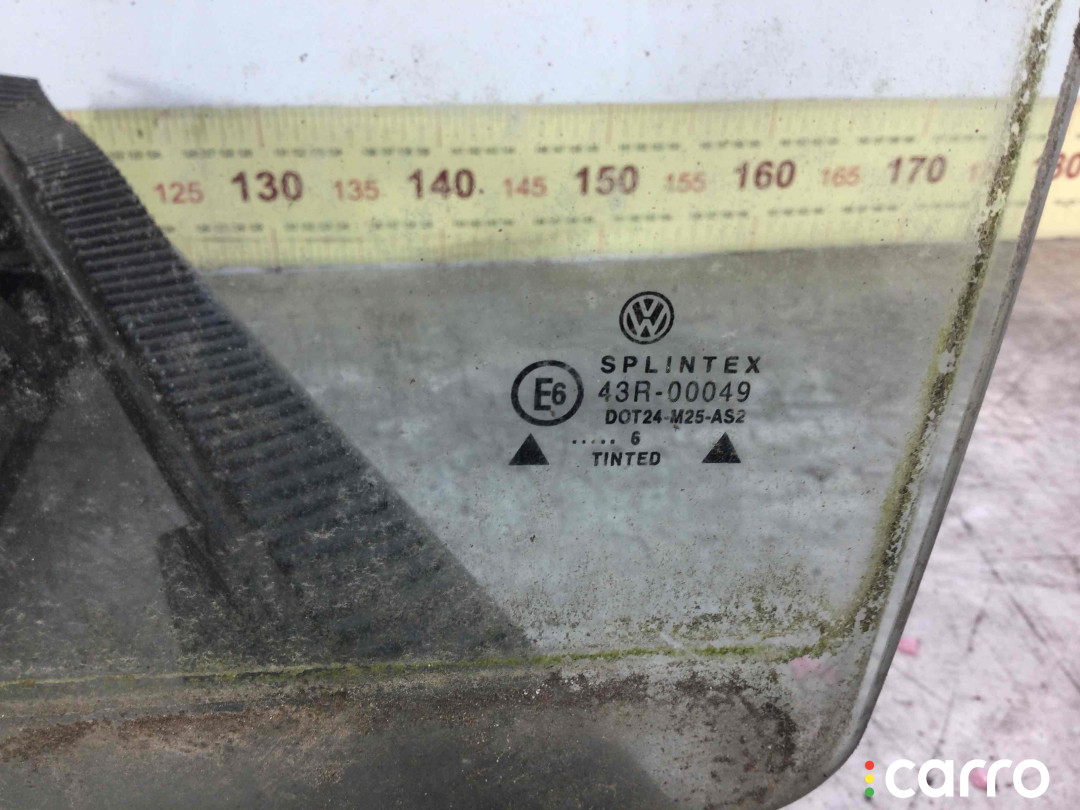 125 130 135 140 145 150 155 160 165 170
SPLINTEX
E6 43R-00049
DOT24-M25-AS2
..... 6
TINTED
carro